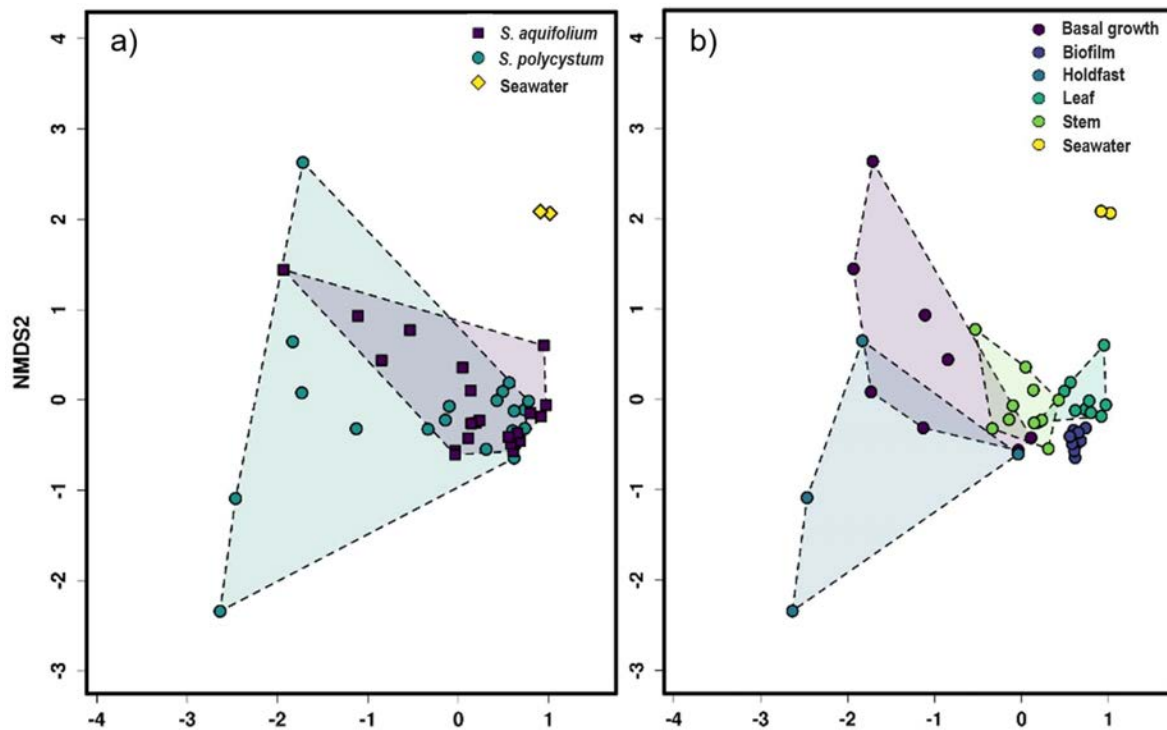 a)
S. aquifolium
S. polycystum
Seawater
b)
Basal growth
Biofilm
Holdfast
Leaf
Stem
Seawater
NMDS2
4
3
2
1
0
-1
-2
-3
4
3
2
1
0
-1
-2
-3
-4 -3 -2 -1 0 1
-4 -3 -2 -1 0 1